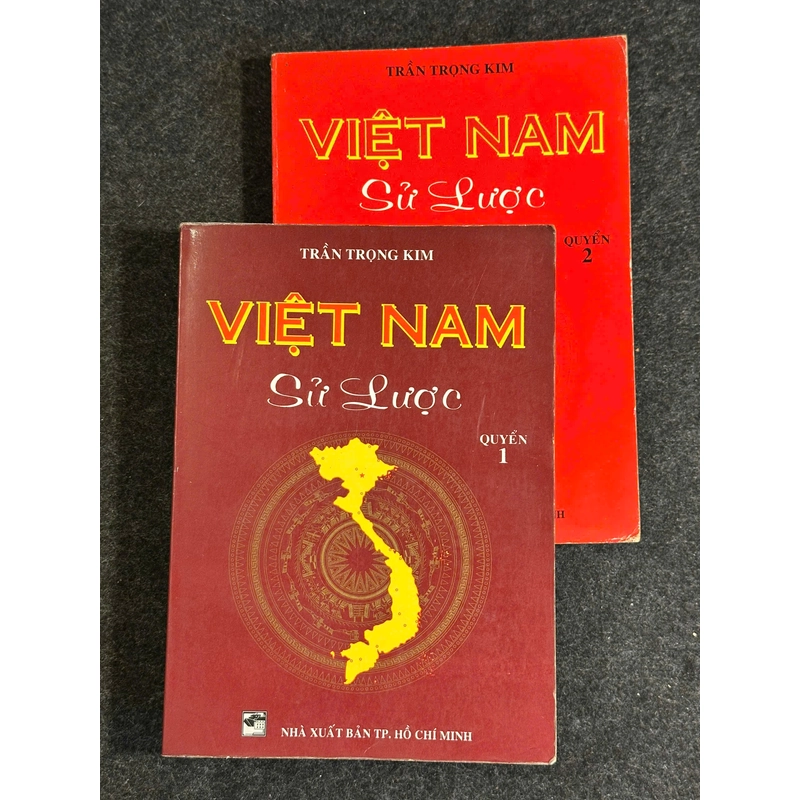 TRẦN TRỌNG KIM
VIỆT NAM
Sử Lược
QUYỂN
2
TRẦN TRỌNG KIM
VIỆT NAM
Sử Lược
QUYỂN
1
NHÀ XUẤT BẢN TP. HỒ CHÍ MINH